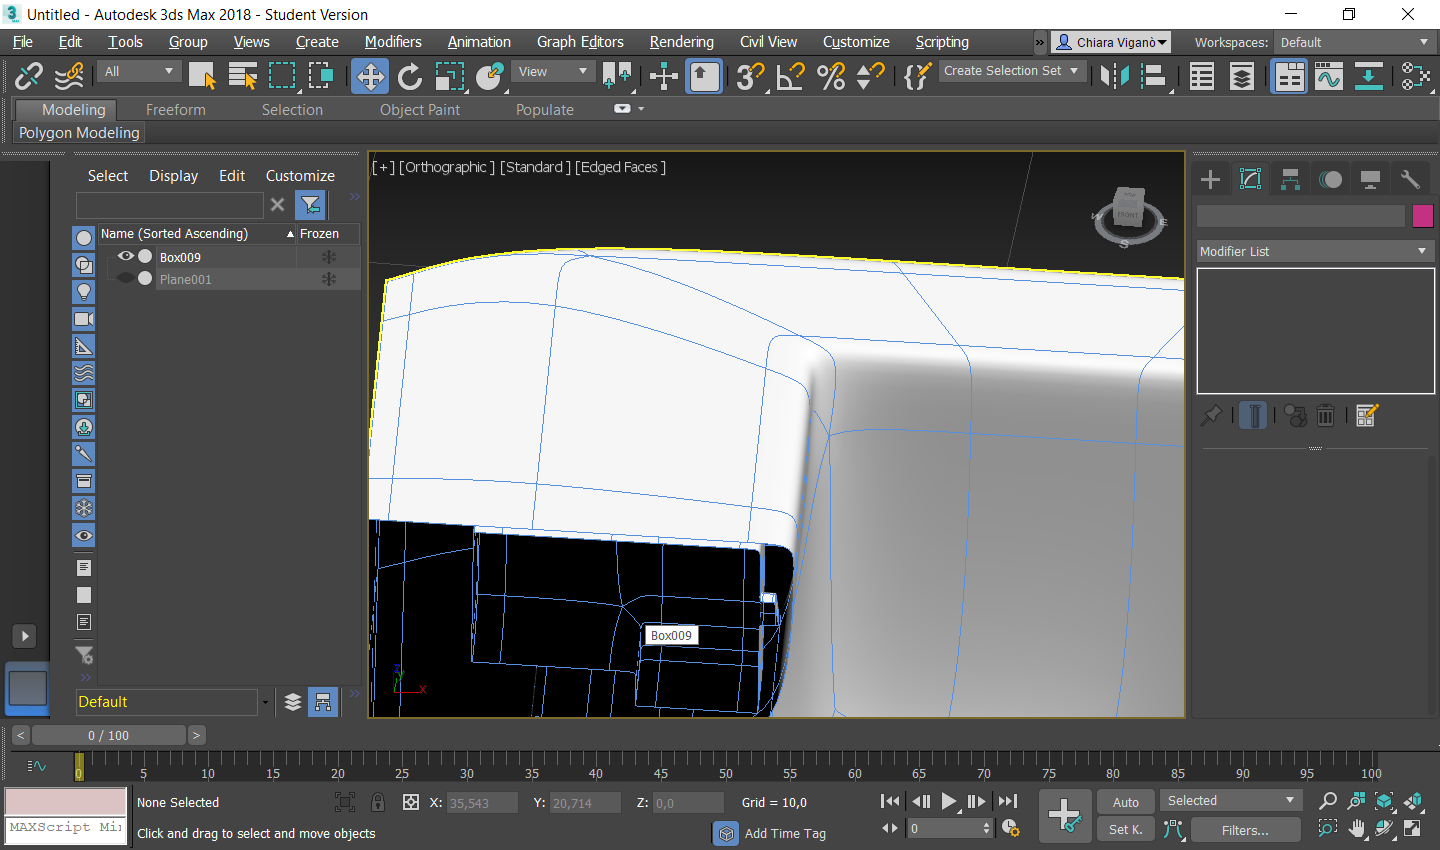 Untitled - Autodesk 3ds Max 2018 - Student Version
File Edit Tools Group Views Create Modifiers Animation Graph Editors Rendering Civil View Customize Scripting » Chiara Viganò Workspaces: Default
All View Create Selection Set
Modeling Freeform Selection Object Paint Populate
Polygon Modeling
Select Display Edit Customize
Name (Sorted Ascending) Frozen
Box009
Plane001
Default
[+] [Orthographic ] [Standard ] [Edged Faces ]
FRONT
W
E
S
Box009
x
Modifier List
< 0 / 100 >
0 5 10 15 20 25 30 35 40 45 50 55 60 65 70 75 80 85 90 95 100
None Selected X: 35,543 Y: 20,714 Z: 0,0 Grid = 10,0
MAXScript Mi
Click and drag to select and move objects
Add Time Tag
0
Auto Selected
Set K. Filters...